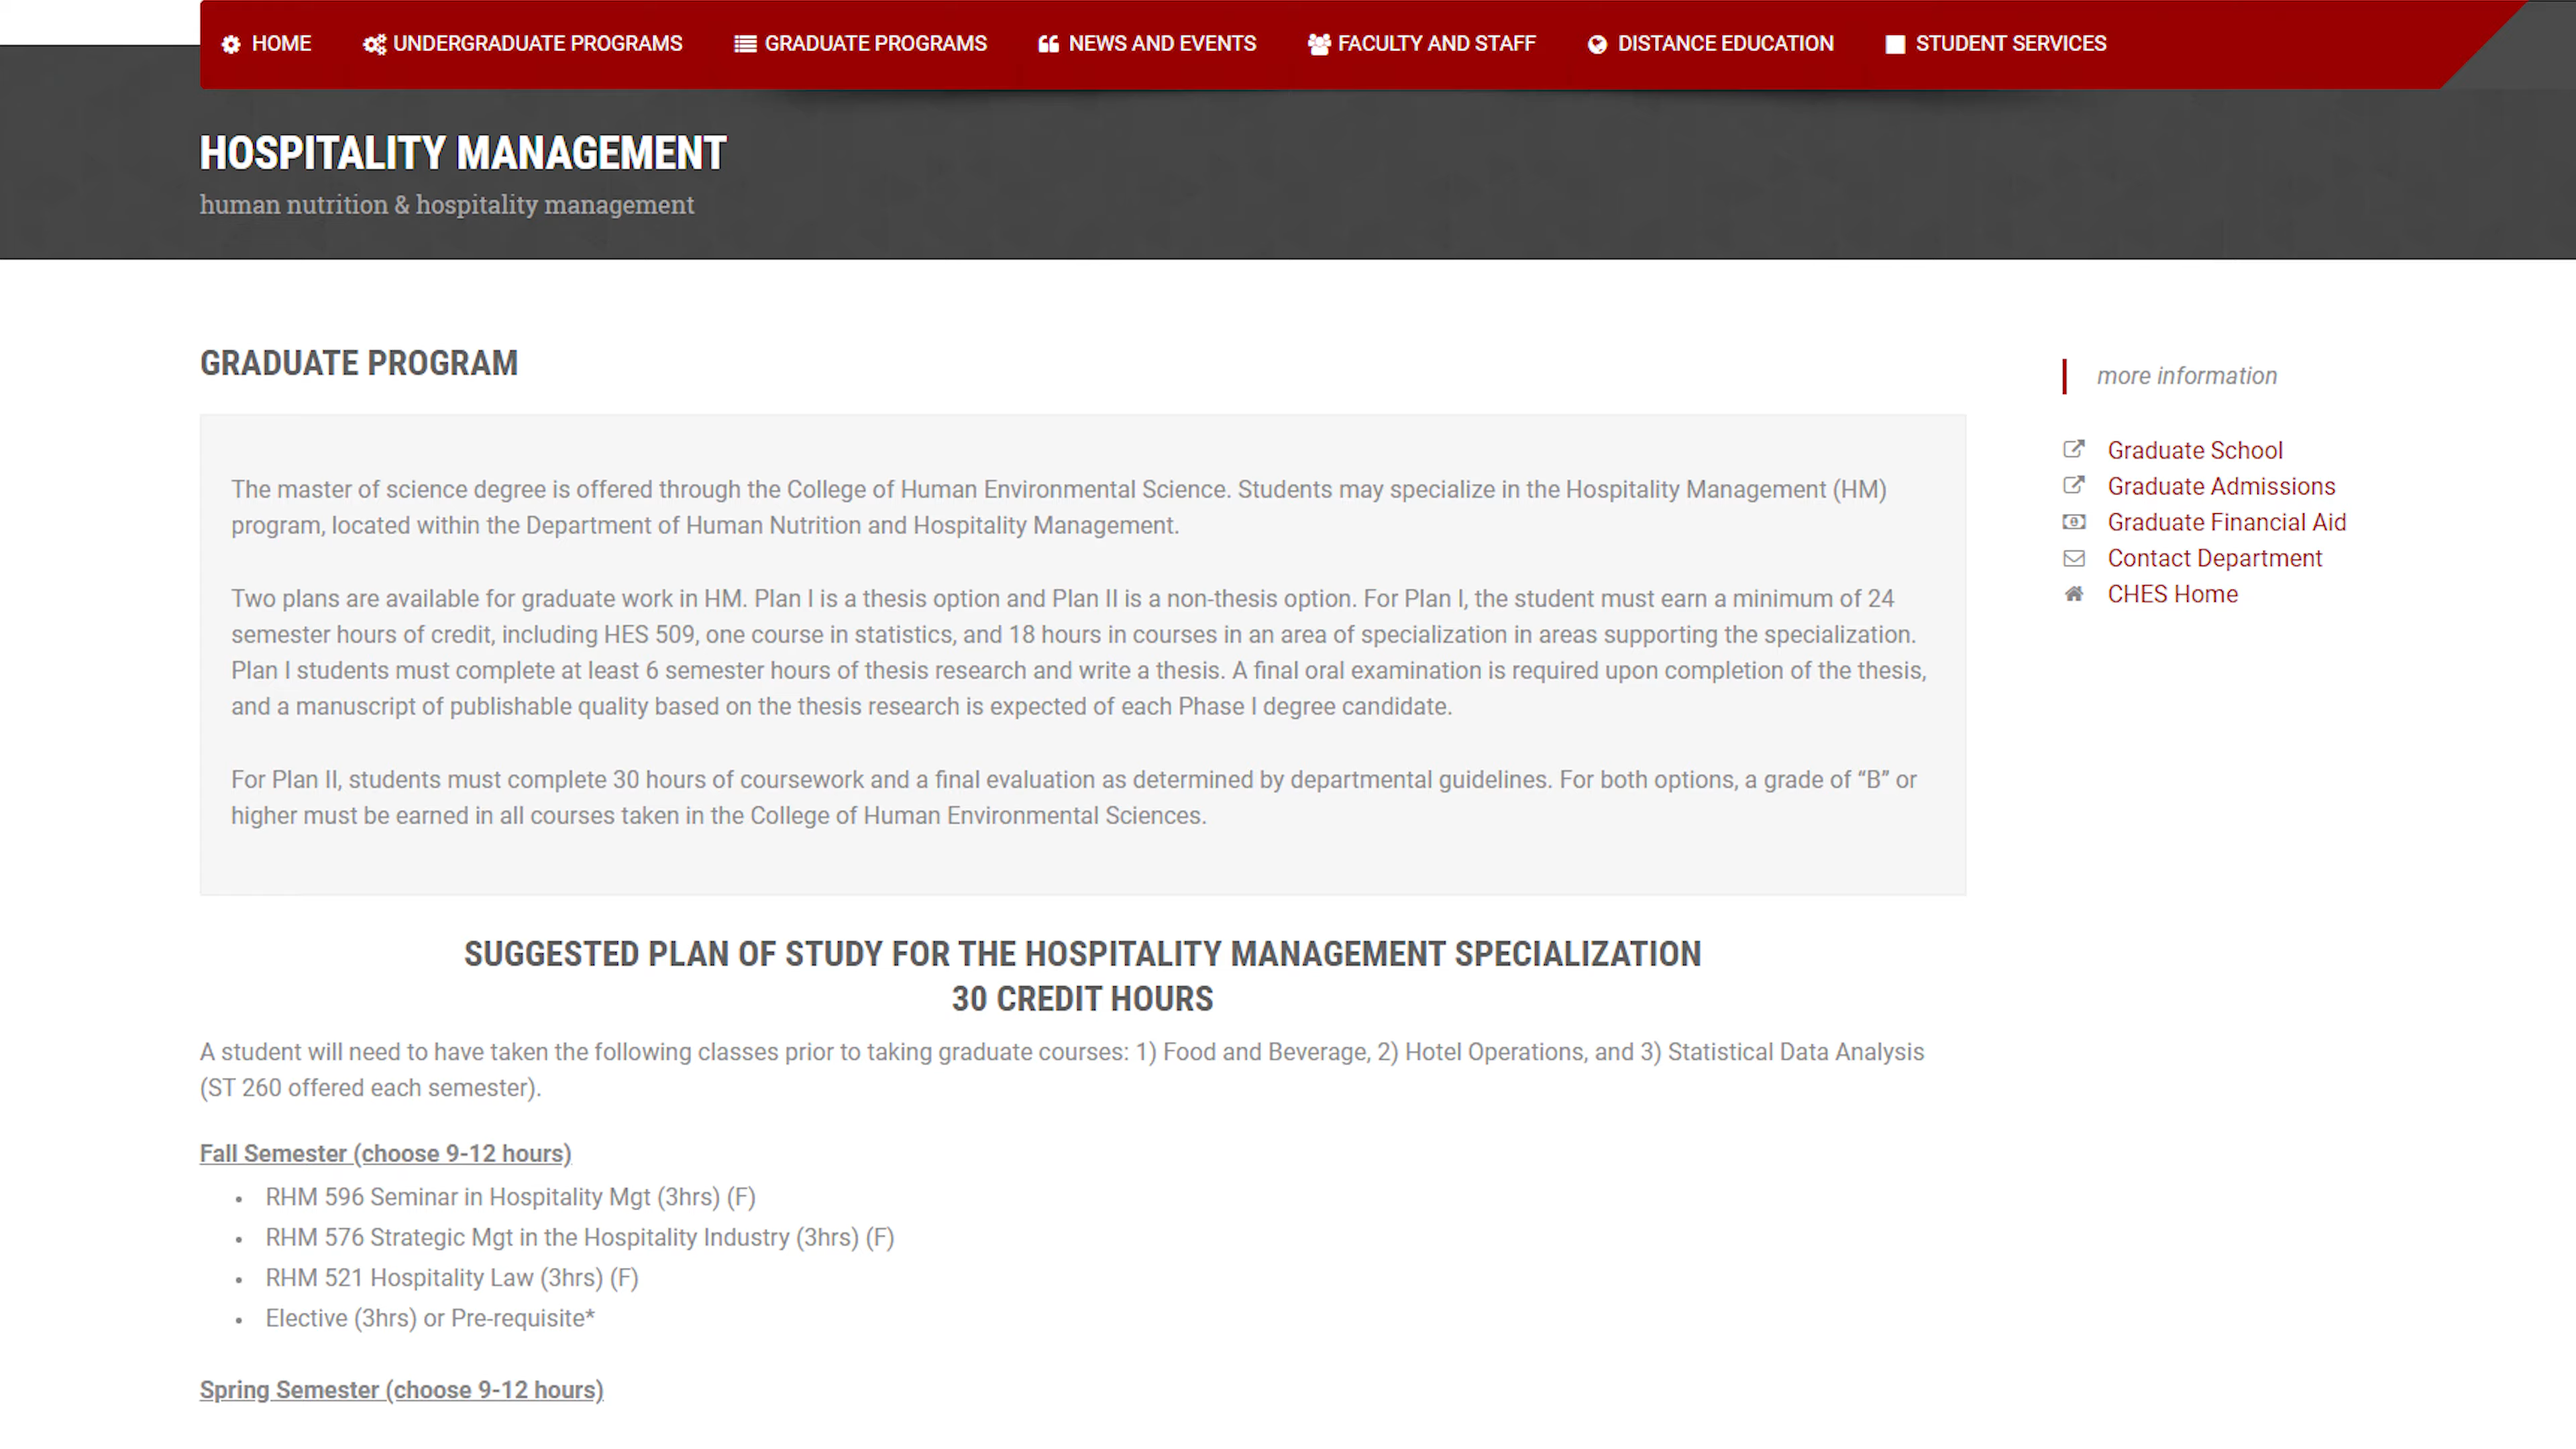 HOME UNDERGRADUATE PROGRAMS GRADUATE PROGRAMS NEWS AND EVENTS FACULTY AND STAFF DISTANCE EDUCATION STUDENT SERVICES
HOSPITALITY MANAGEMENT
human nutrition & hospitality management
GRADUATE PROGRAM
The master of science degree is offered through the College of Human Environmental Science. Students may specialize in the Hospitality Management (HM)
program, located within the Department of Human Nutrition and Hospitality Management.
Two plans are available for graduate work in HM. Plan I is a thesis option and Plan II is a non-thesis option. For Plan I, the student must earn a minimum of 24
semester hours of credit, including HES 509, one course in statistics, and 18 hours in courses in an area of specialization in areas supporting the specialization.
Plan I students must complete at least 6 semester hours of thesis research and write a thesis. A final oral examination is required upon completion of the thesis,
and a manuscript of publishable quality based on the thesis research is expected of each Phase I degree candidate.
For Plan II, students must complete 30 hours of coursework and a final evaluation as determined by departmental guidelines. For both options, a grade of “B” or
higher must be earned in all courses taken in the College of Human Environmental Sciences.
more information
Graduate School
Graduate Admissions
Graduate Financial Aid
Contact Department
CHES Home
SUGGESTED PLAN OF STUDY FOR THE HOSPITALITY MANAGEMENT SPECIALIZATION
30 CREDIT HOURS
A student will need to have taken the following classes prior to taking graduate courses: 1) Food and Beverage, 2) Hotel Operations, and 3) Statistical Data Analysis
(ST 260 offered each semester).
Fall Semester (choose 9-12 hours)
• RHM 596 Seminar in Hospitality Mgt (3hrs) (F)
• RHM 576 Strategic Mgt in the Hospitality Industry (3hrs) (F)
• RHM 521 Hospitality Law (3hrs) (F)
• Elective (3hrs) or Pre-requisite*
Spring Semester (choose 9-12 hours)